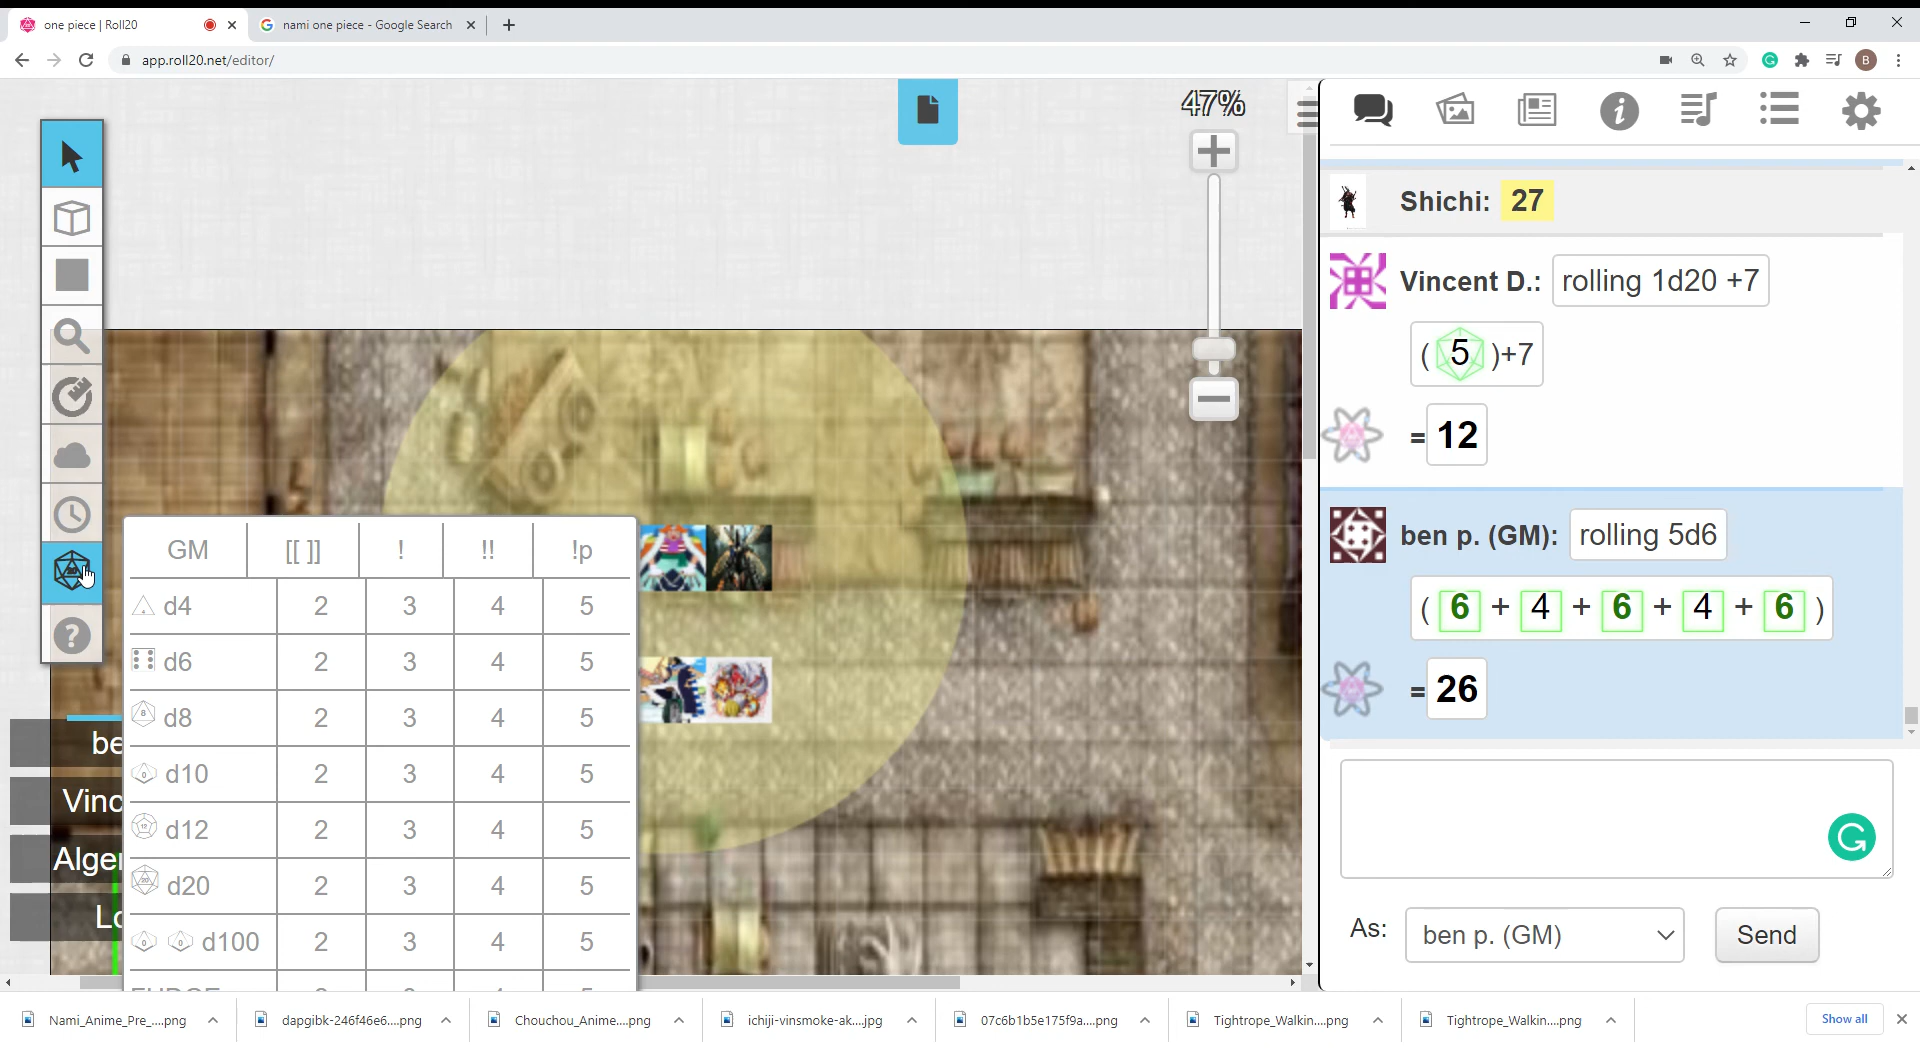 one piece | Roll20
nami one piece - Google Search
app.roll20.net/editor/
B
47%
Shichi: 27
Vincent D.: rolling 1d20 +7
(5)+7
= 12
ben p. (GM): rolling 5d6
(6 + 4 + 6 + 4 + 6)
= 26
GM [[ ]] ! !! !p
d4 2 3 4 5
d6 2 3 4 5
d8 2 3 4 5
d10 2 3 4 5
d12 2 3 4 5
d20 2 3 4 5
d100 2 3 4 5
be
Vinc
Alger
Lo
As: ben p. (GM) Send
Nami_Anime_Pre_....png
dapgibk-246f46e6....png
Chouchou_Anime....png
ichiji-vinsmoke-ak....jpg
07c6b1b5e175f9a....png
Tightrope_Walkin....png
Tightrope_Walkin....png
Show all